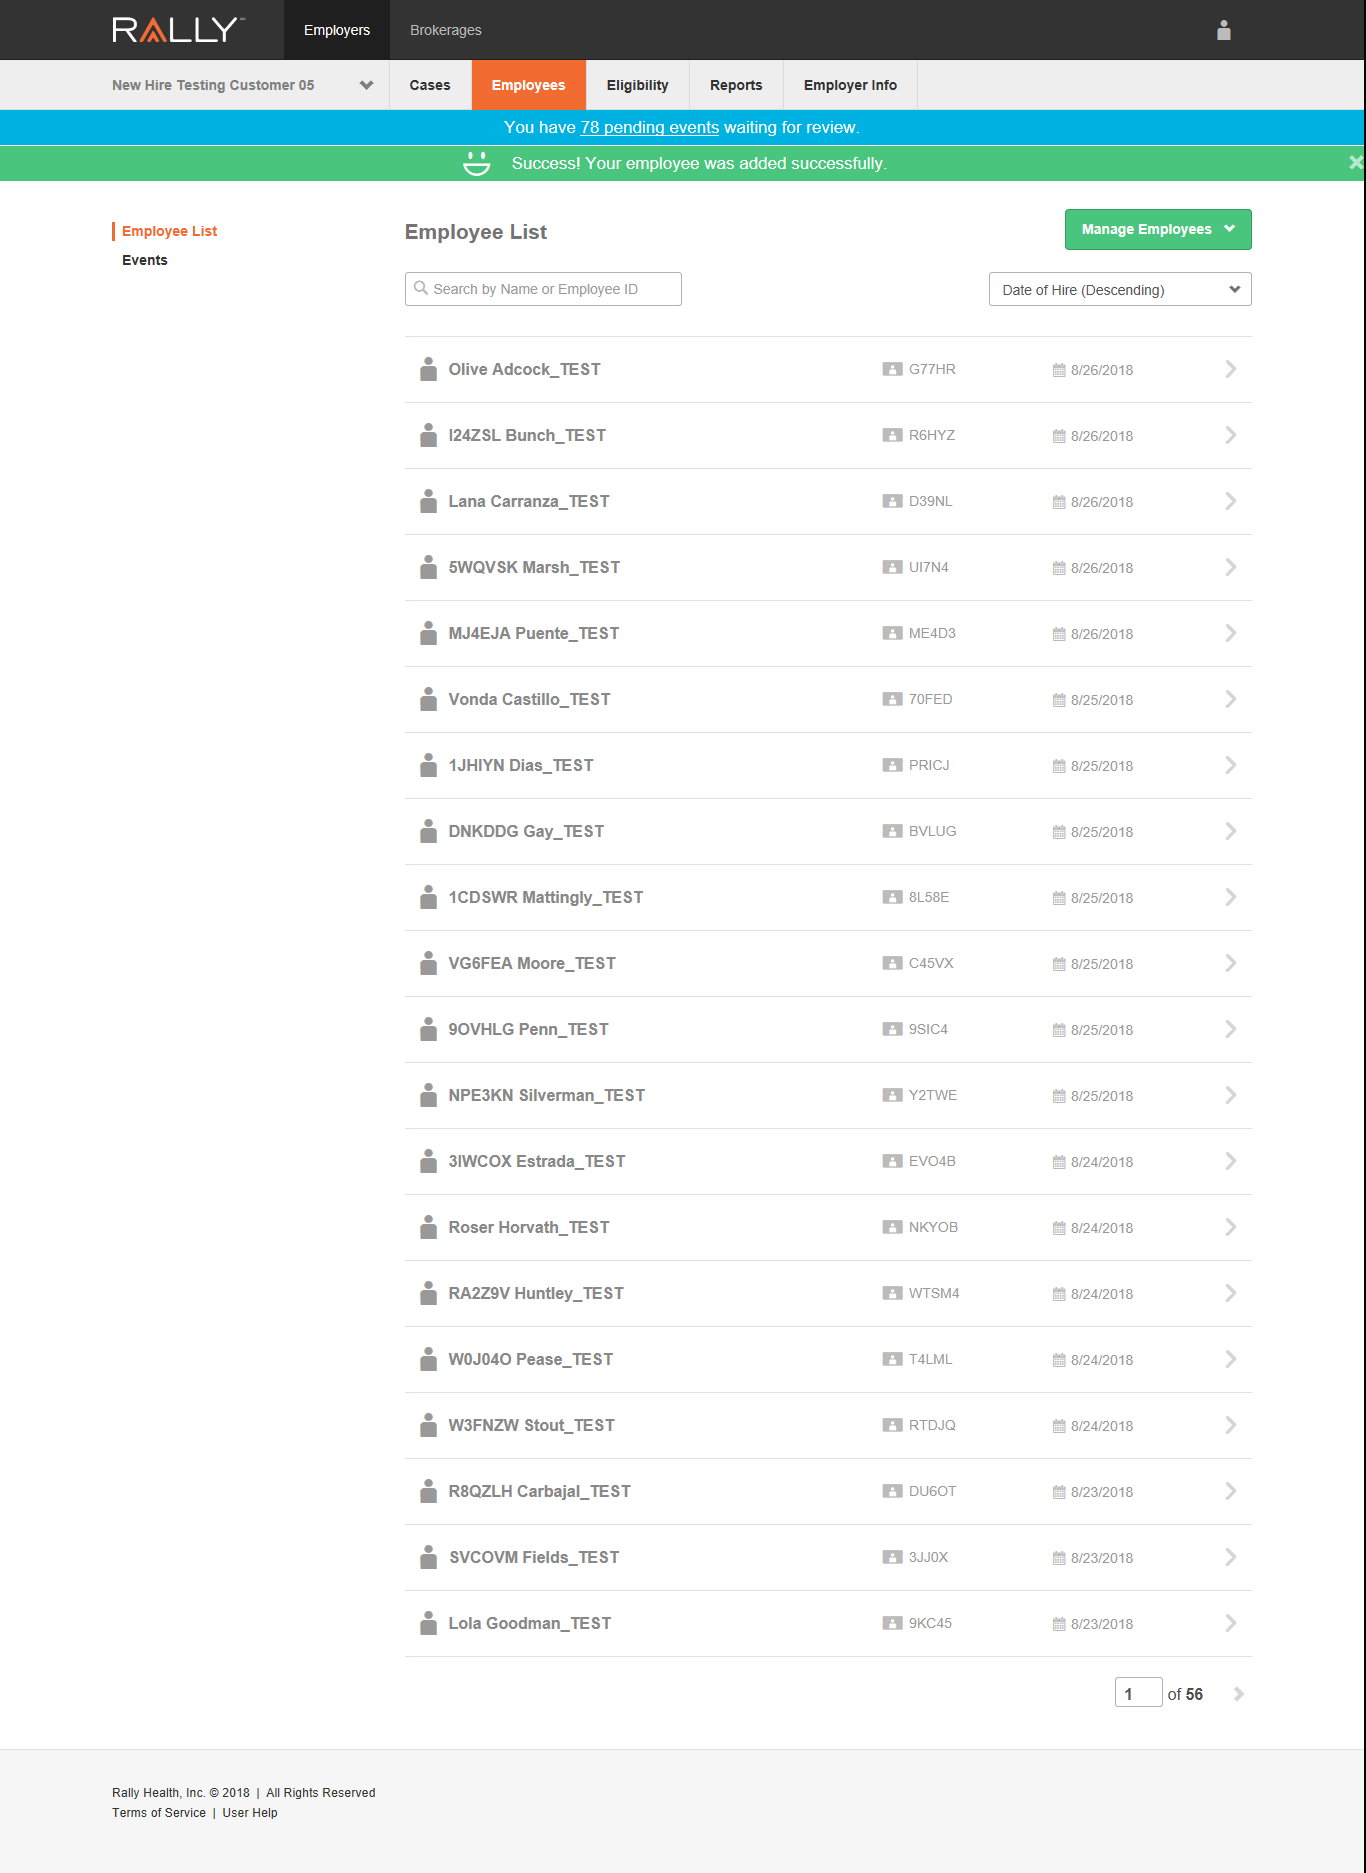 RALLY
Employers
Brokerages
New Hire Testing Customer 05
Cases
Employees
Eligibility
Reports
Employer Info
You have 78 pending events waiting for review.
Success! Your employee was added successfully.
Employee List
Events
Employee List
Manage Employees
Search by Name or Employee ID
Date of Hire (Descending)
Olive Adcock_TEST G77HR 8/26/2018
I24ZSL Bunch_TEST R6HYZ 8/26/2018
Lana Carranza_TEST D39NL 8/26/2018
5WQVSK Marsh_TEST UI7N4 8/26/2018
MJ4EJA Puente_TEST ME4D3 8/26/2018
Vonda Castillo_TEST 70FED 8/25/2018
1JHIYN Dias_TEST PRICJ 8/25/2018
DNKDDG Gay_TEST BVLUG 8/25/2018
1CDSWR Mattingly_TEST 8L58E 8/25/2018
VG6FEA Moore_TEST C45VX 8/25/2018
9OVHLG Penn_TEST 9SIC4 8/25/2018
NPE3KN Silverman_TEST Y2TWE 8/25/2018
3IWCOX Estrada_TEST EVO4B 8/24/2018
Roser Horvath_TEST NKYOB 8/24/2018
RA2Z9V Huntley_TEST WTSM4 8/24/2018
W0J04O Pease_TEST T4LML 8/24/2018
W3FNZW Stout_TEST RTDJQ 8/24/2018
R8QZLH Carbajal_TEST DU6OT 8/23/2018
SVCOVM Fields_TEST 3JJ0X 8/23/2018
Lola Goodman_TEST 9KC45 8/23/2018
1 of 56
Rally Health, Inc. © 2018 | All Rights Reserved
Terms of Service | User Help